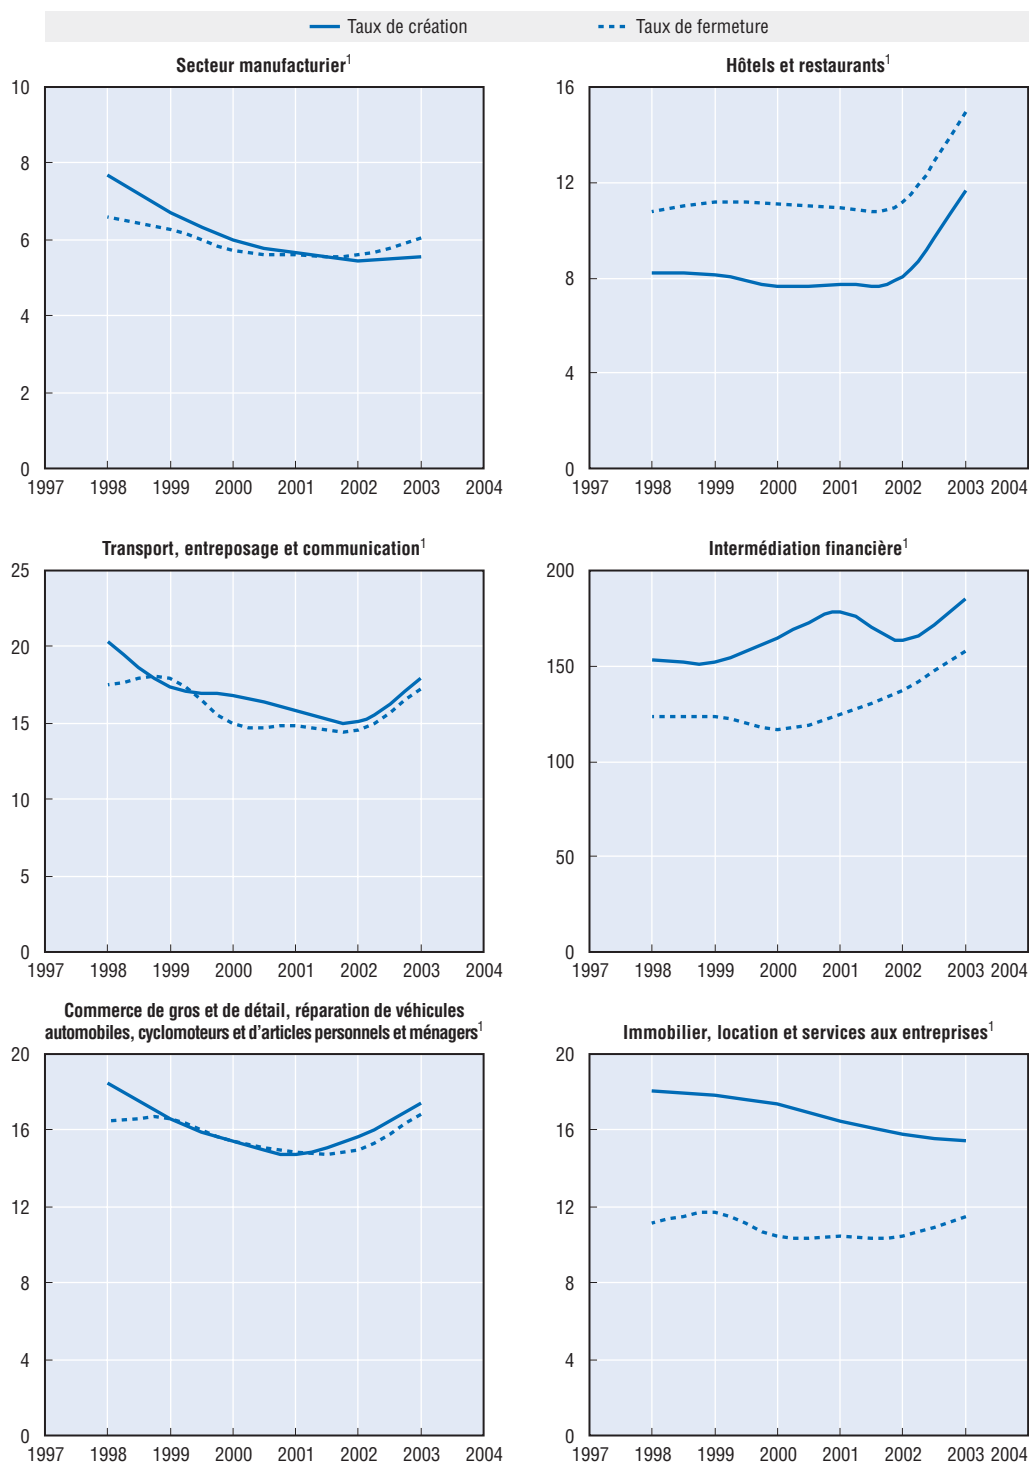 Taux de création Taux de fermeture
Secteur manufacturier1
10
8
6
4
2
0
1997 1998 1999 2000 2001 2002 2003 2004
Hôtels et restaurants1
16
12
8
4
0
1997 1998 1999 2000 2001 2002 2003 2004
Transport, entreposage et communication1
25
20
15
10
5
0
1997 1998 1999 2000 2001 2002 2003 2004
Intermédiation financière1
200
150
100
50
0
1997 1998 1999 2000 2001 2002 2003 2004
Commerce de gros et de détail, réparation de véhicules
automobiles, cyclomoteurs et d'articles personnels et ménagers1
20
16
12
8
4
0
1997 1998 1999 2000 2001 2002 2003 2004
Immobilier, location et services aux entreprises1
20
16
12
8
4
0
1997 1998 1999 2000 2001 2002 2003 2004